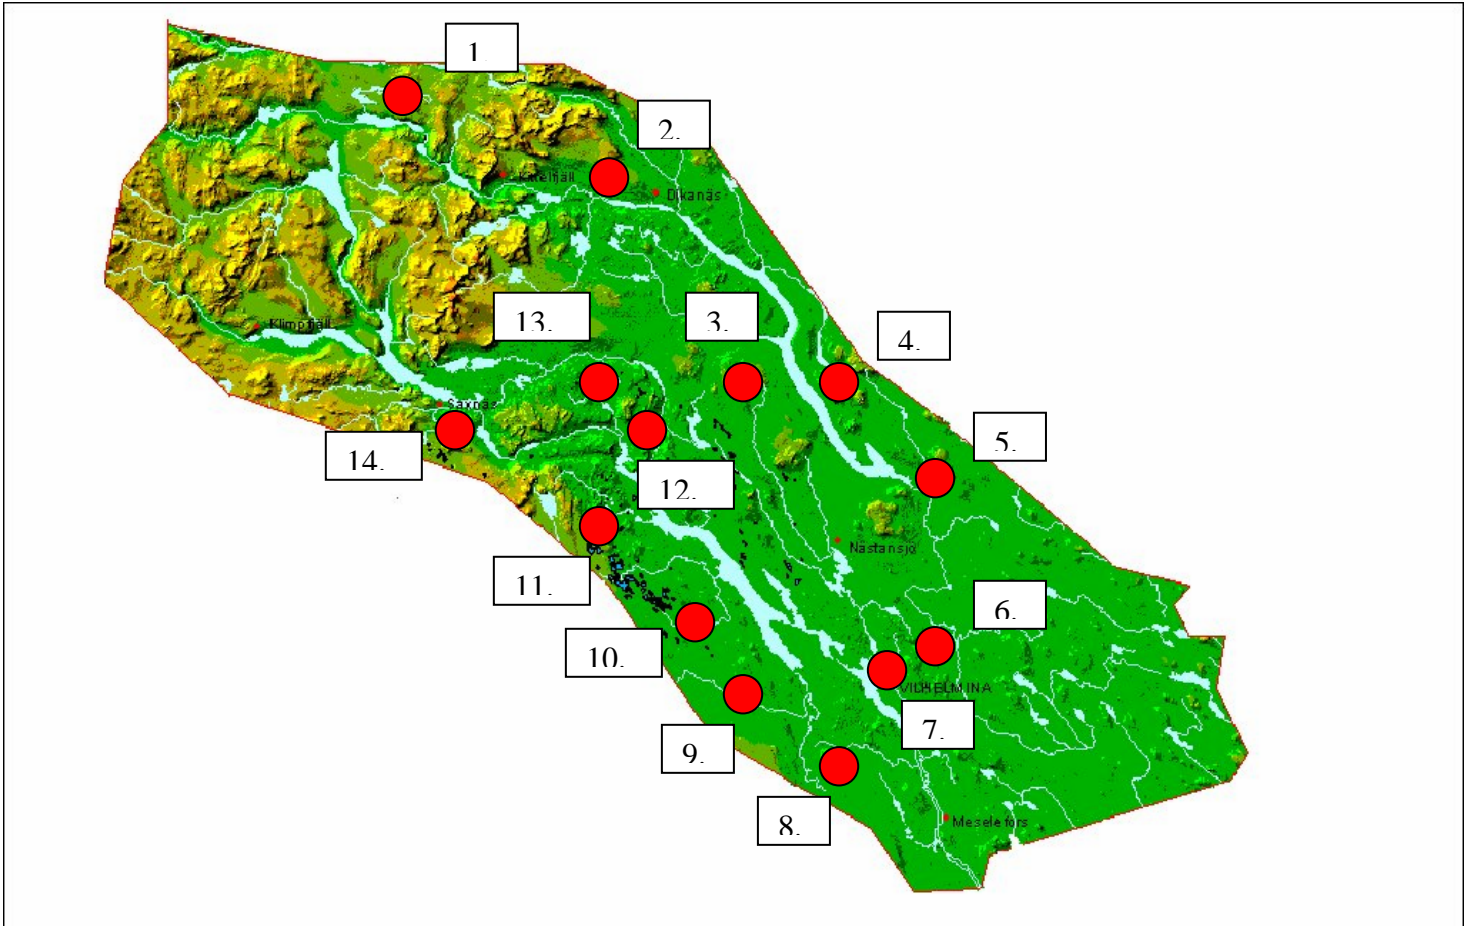 1.
2.
Kittelfjäll
Dikanäs
13.
3.
4.
Klimpfjäll
Saxnäs
14.
5.
12.
Nästansjö
11.
6.
10.
VILHELMINA
7.
9.
8.
Meselefors